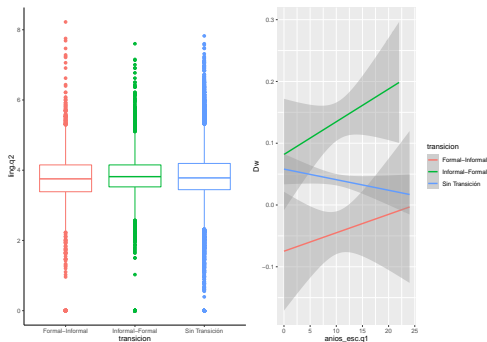 8
6
4
2
0
ling.q2
Formal−Informal
Informal−Formal
Sin Transición
transicion
0.3
0.2
0.1
0.0
−0.1
Dw
0
5
10
15
20
25
anios_esc.q1
transicion
Formal−Informal
Informal−Formal
Sin Transición